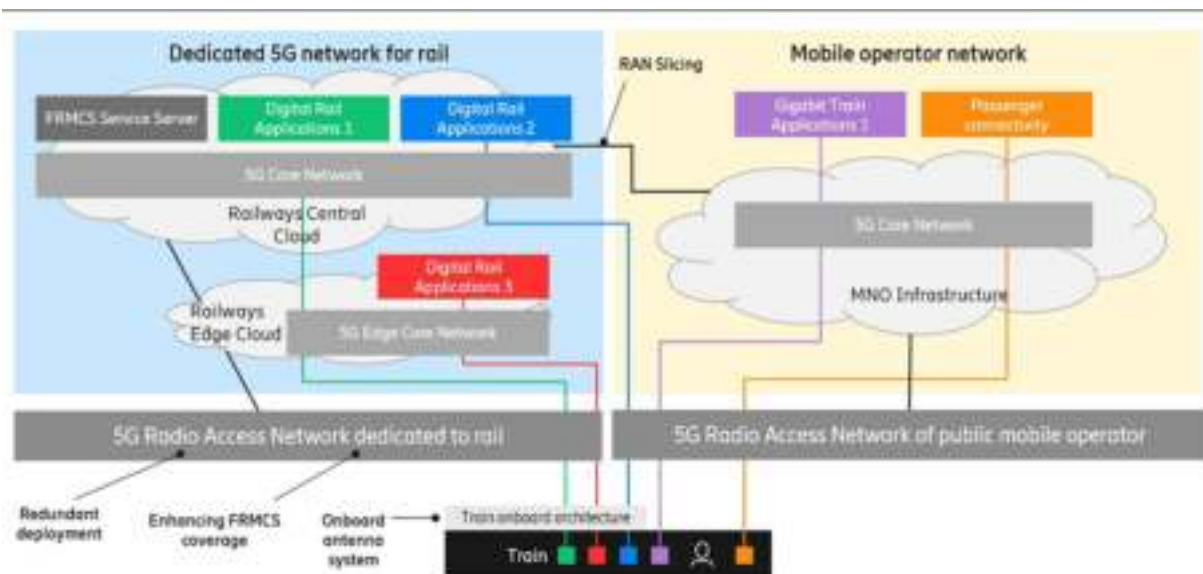 Dedicated 5G network for rail
RAN Slicing
Mobile operator network
FRMCS Service Server
Digital Rail
Applications 1
Digital Rail
Applications 2
Gigabit Train
Applications 1
Passenger
connectivity
5G Core Network
Railways Central
Cloud
5G Core Network
Digital Rail
Applications 3
MNO Infrastructure
Railways
Edge Cloud
5G Edge Core Network
5G Radio Access Network dedicated to rail
5G Radio Access Network of public mobile operator
Redundant
deployment
Enhancing FRMCS
coverage
Onboard
antenna
system
Train onboard architecture
Train